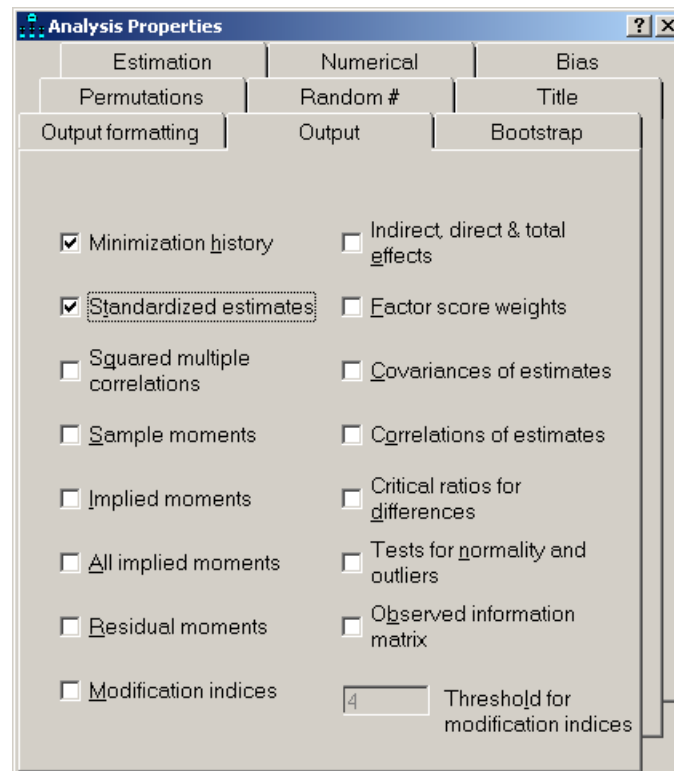 Analysis Properties
Estimation
Numerical
Bias
Permutations
Random #
Title
Output formatting
Output
Bootstrap
Minimization history
Standardized estimates
Squared multiple
correlations
Sample moments
Implied moments
All implied moments
Residual moments
Modification indices
Indirect, direct & total
effects
Factor score weights
Covariances of estimates
Correlations of estimates
Critical ratios for
differences
Tests for normality and
outliers
Observed information
matrix
4
Threshold for
modification indices